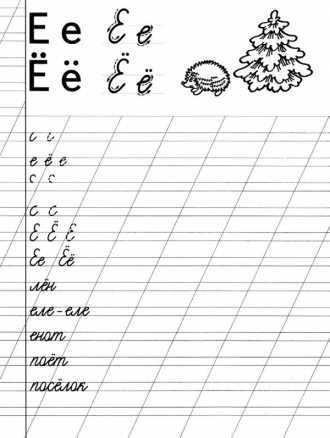 Е е Е е
Ё ё Ё ё
е ё е
с с
Е Ё Е
Ее Ёё
лён
еле-еле
енот
поёт
посёлок